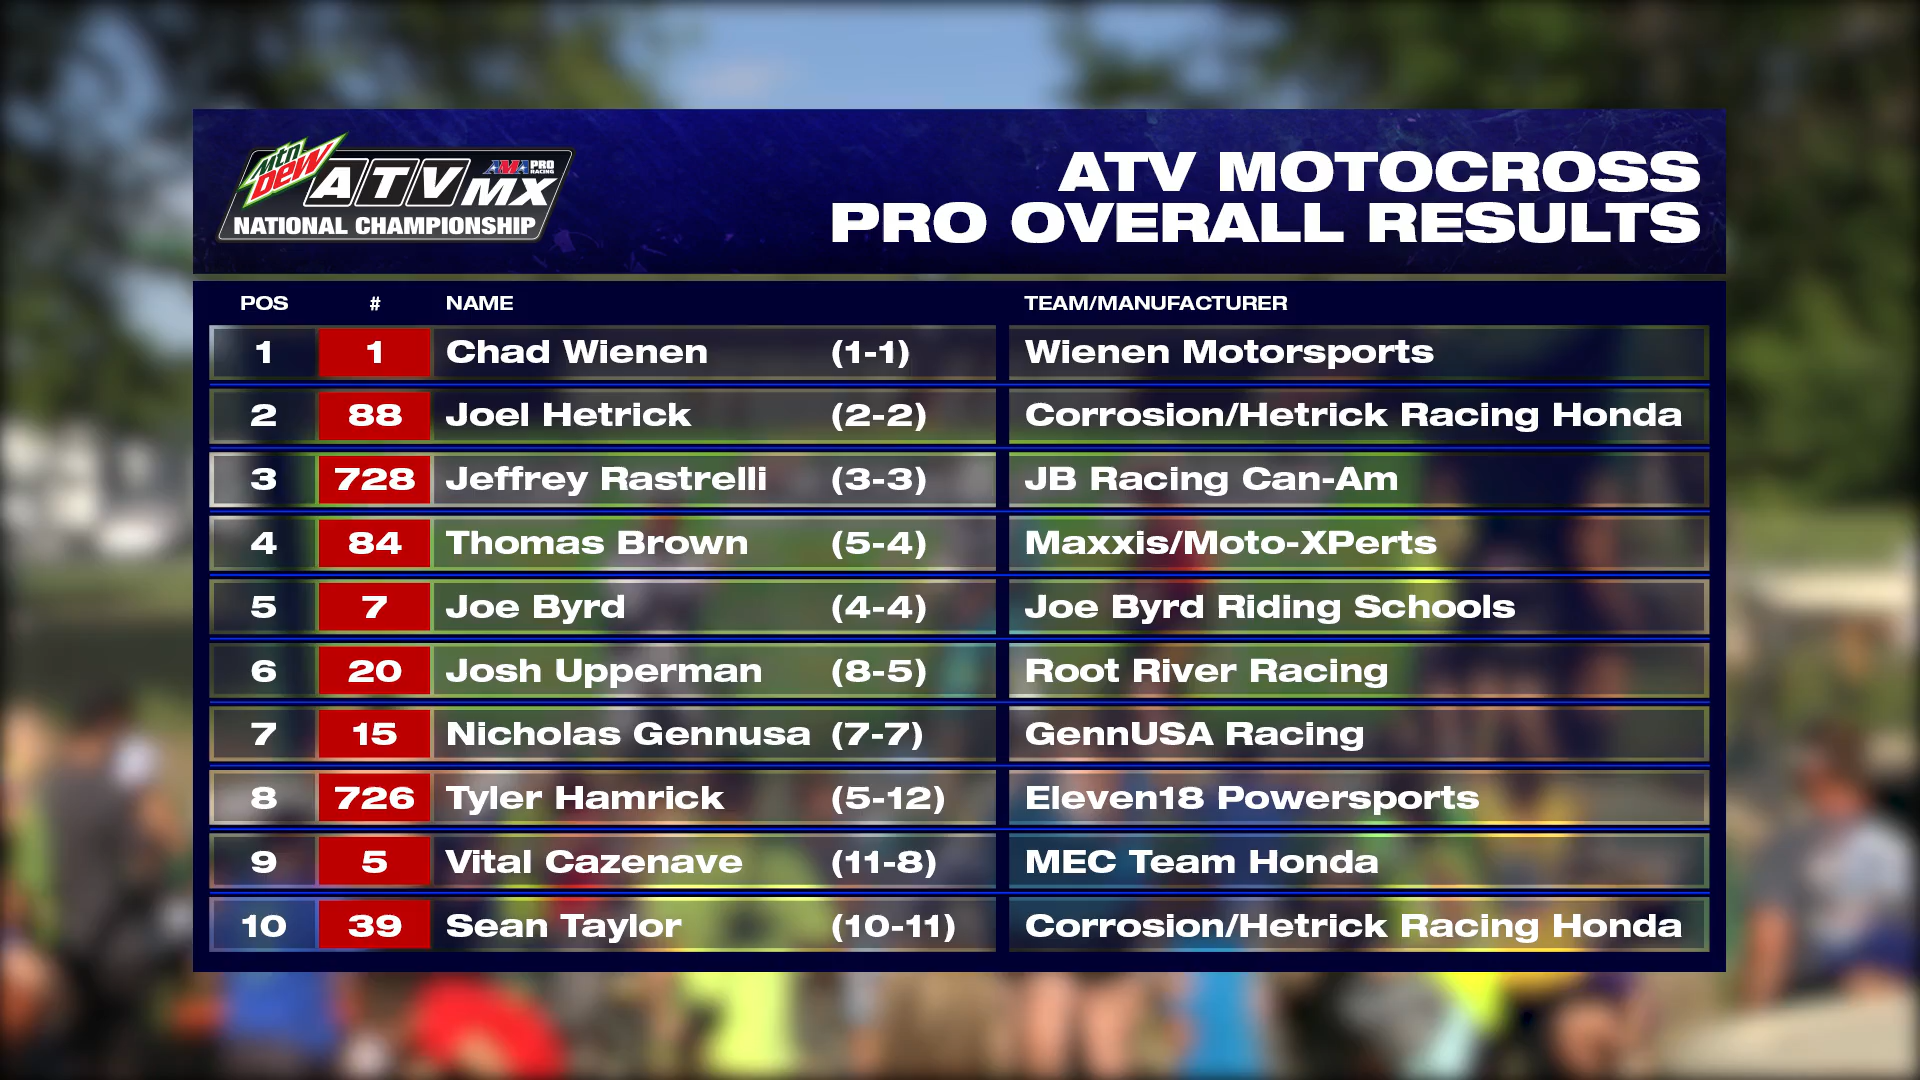 Mtn
DEW
ATV MX
AMA PRO
RACING
NATIONAL CHAMPIONSHIP
ATV MOTOCROSS
PRO OVERALL RESULTS
POS # NAME TEAM/MANUFACTURER
1 1 Chad Wienen (1-1) Wienen Motorsports
2 88 Joel Hetrick (2-2) Corrosion/Hetrick Racing Honda
3 728 Jeffrey Rastrelli (3-3) JB Racing Can-Am
4 84 Thomas Brown (5-4) Maxxis/Moto-XPerts
5 7 Joe Byrd (4-4) Joe Byrd Riding Schools
6 20 Josh Upperman (8-5) Root River Racing
7 15 Nicholas Gennusa (7-7) GennUSA Racing
8 726 Tyler Hamrick (5-12) Eleven18 Powersports
9 5 Vital Cazenave (11-8) MEC Team Honda
10 39 Sean Taylor (10-11) Corrosion/Hetrick Racing Honda